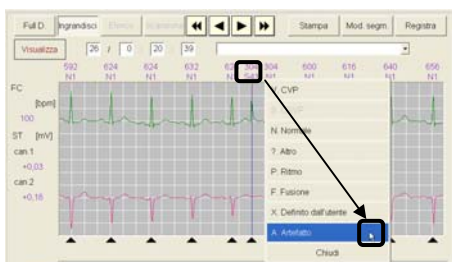 Full D. Ingrandisci Stampa Mod. segm. Registra
Visualizza 26 / 0 20 39
592 624 624 632 304 304 600 616 640 656
N1 N1 N1 N1 N1 N1 N1 N1
FC
[bpm]
100
ST [mV]
can.1
+0,03
can.2
+0,18
V: CVP
N: Normale
?: Altro
P: Ritmo
F: Fusione
X: Definito dall'utente
A: Artefatto
Chiudi